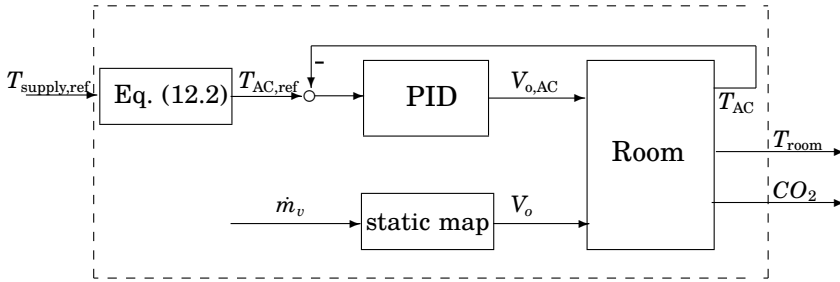 T_supply,ref
Eq. (12.2)
T_AC,ref
-
PID
V_o,AC
Room
T_AC
T_room
CO_2
ṁ_v
static map
V_o